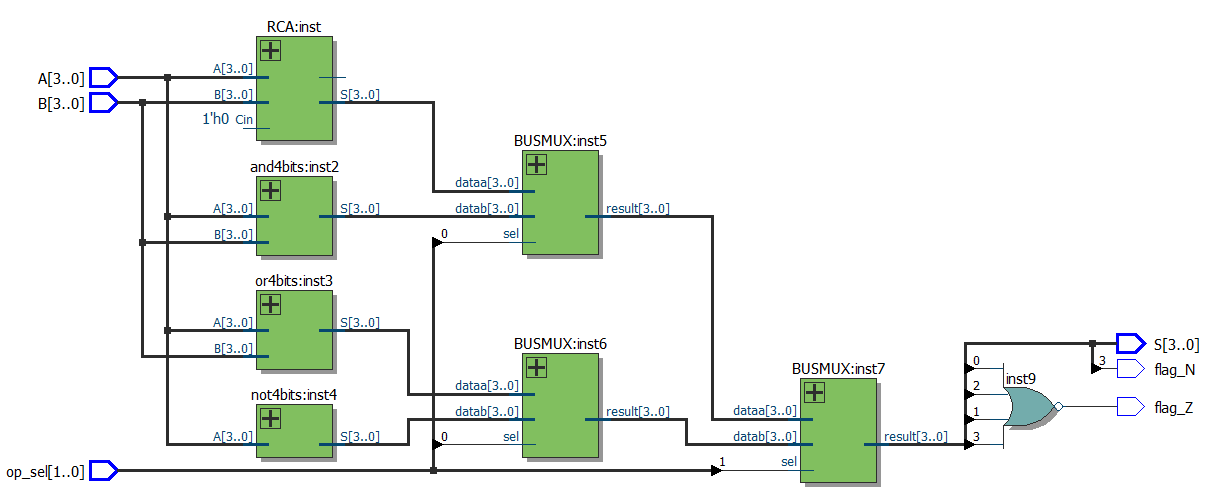 RCA:inst
A[3..0]
B[3..0]
A[3..0]
B[3..0]
1'h0 Cin
S[3..0]
and4bits:inst2
A[3..0]
B[3..0]
S[3..0]
or4bits:inst3
A[3..0]
B[3..0]
S[3..0]
not4bits:inst4
A[3..0]
S[3..0]
op_sel[1..0]
BUSMUX:inst5
dataa[3..0]
datab[3..0]
0 sel
result[3..0]
BUSMUX:inst6
dataa[3..0]
datab[3..0]
0 sel
result[3..0]
BUSMUX:inst7
dataa[3..0]
datab[3..0]
1 sel
result[3..0]
0
2
1
3
inst9
S[3..0]
3
flag_N
flag_Z